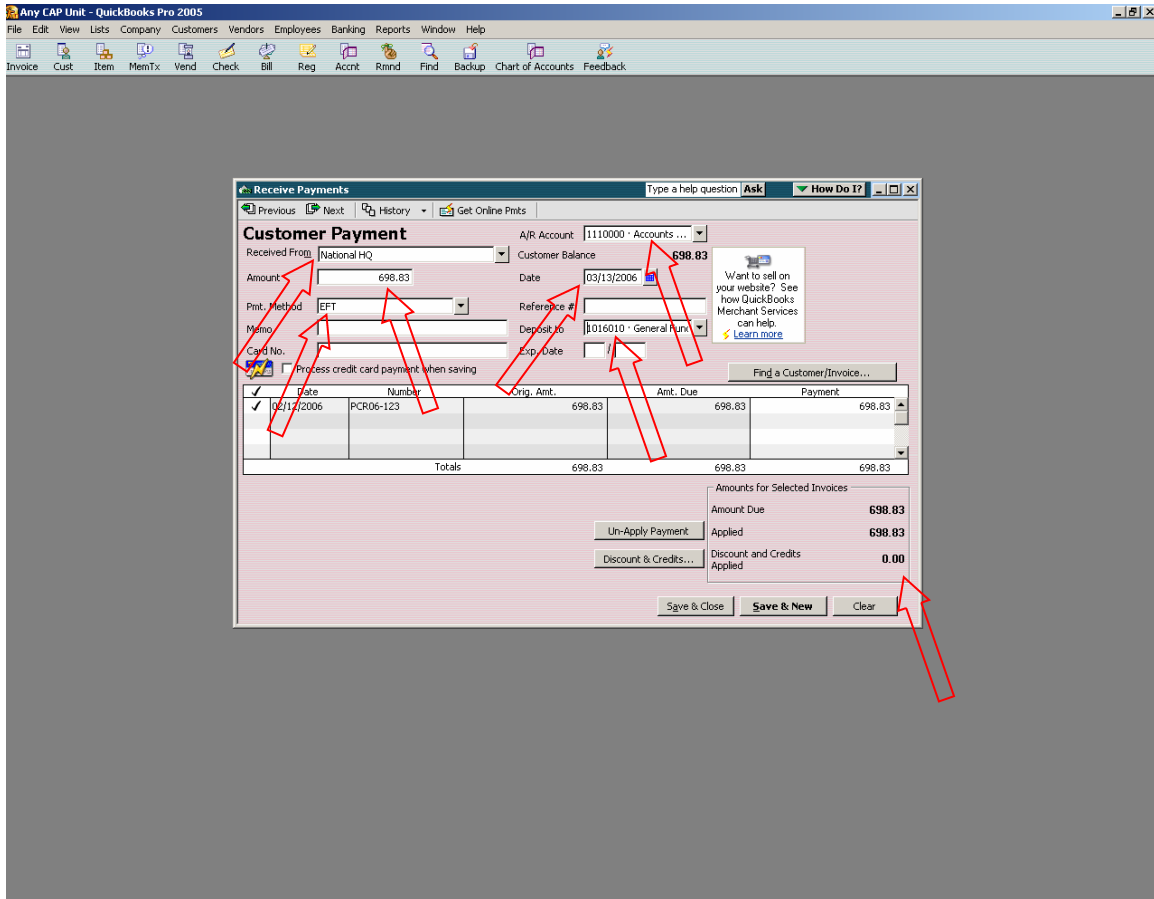 Any CAP Unit - QuickBooks Pro 2005
File Edit View Lists Company Customers Vendors Employees Banking Reports Window Help
Invoice Cust Item MemTx Vend Check Bill Reg Accnt Rmnd Find Backup Chart of Accounts Feedback
Receive Payments Type a help question Ask How Do I?
Previous Next History Get Online Pmts
Customer Payment A/R Account 1110000 · Accounts ...
Received From National HQ Customer Balance 698.83
Amount 698.83 Date 03/13/2006
Pmt. Method EFT Reference #
Memo Deposit to 1016010 · General Func
Card No. Exp. Date /
Want to sell on
your website? See
how QuickBooks
Merchant Services
can help.
Learn more
Process credit card payment when saving
Find a Customer/Invoice...
✓ Date Number Orig. Amt. Amt. Due Payment
✓ 02/12/2006 PCR06-123 698.83 698.83 698.83
Totals 698.83 698.83 698.83
Amounts for Selected Invoices
Amount Due 698.83
Un-Apply Payment Applied 698.83
Discount & Credits... Discount and Credits
Applied 0.00
Save & Close Save & New Clear